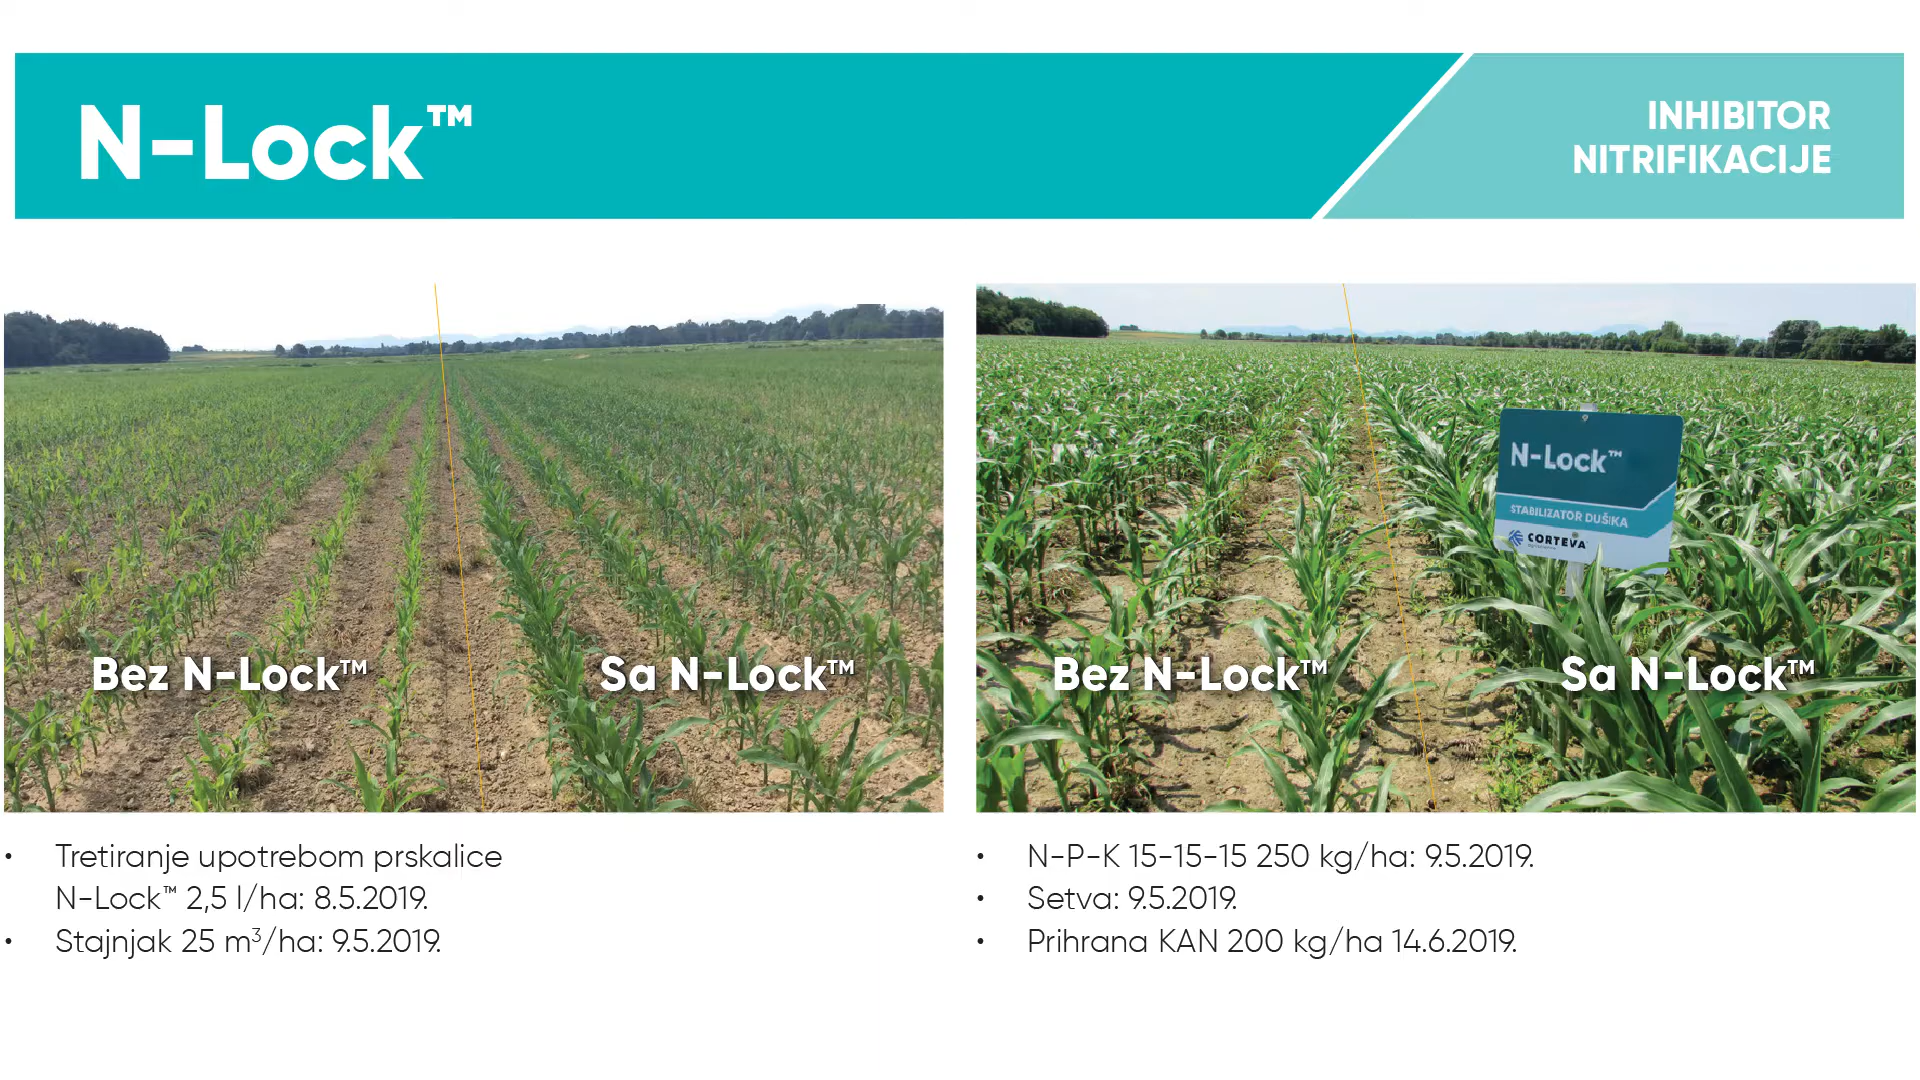 N-Lock™
INHIBITOR
NITRIFIKACIJE
Bez N-Lock™
Sa N-Lock™
Bez N-Lock™
Sa N-Lock™
N-Lock™
STABILIZATOR DUŠIKA
CORTEVA
• Tretiranje upotrebom prskalice
N-Lock™ 2,5 l/ha: 8.5.2019.
• Stajnjak 25 m³/ha: 9.5.2019.
• N-P-K 15-15-15 250 kg/ha: 9.5.2019.
• Setva: 9.5.2019.
• Prihrana KAN 200 kg/ha 14.6.2019.